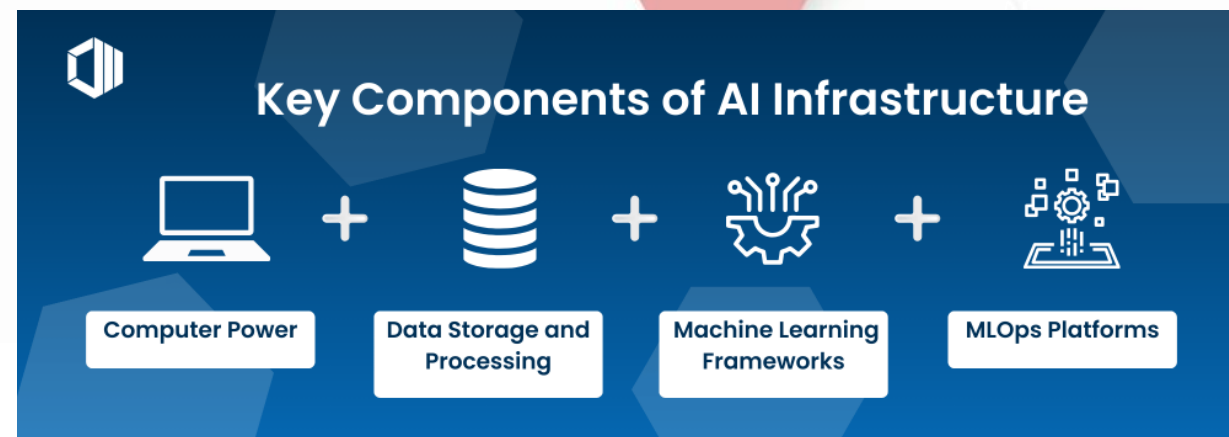 Key Components of AI Infrastructure
Computer Power
Data Storage and
Processing
Machine Learning
Frameworks
MLOps Platforms